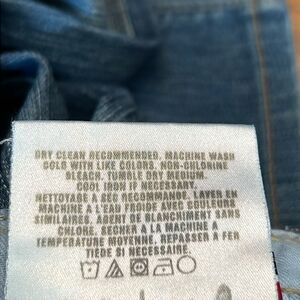 DRY CLEAN RECOMMENDED. MACHINE WASH
COLD WITH LIKE COLORS. NON-CHLORINE
BLEACH. TUMBLE DRY MEDIUM.
COOL IRON IF NECESSARY.
NETTOYAGE A SEC RECOMMANDE. LAVER EN
MACHINE A L'EAU FROIDE AVEC COULEURS
SIMILAIRES. AGENT DE BLANCHIMENT SANS
CHLORE. SECHER A LA MACHINE A
TEMPERATURE MOYENNE. REPASSER A FER
TIEDE SI NECESSAIRE